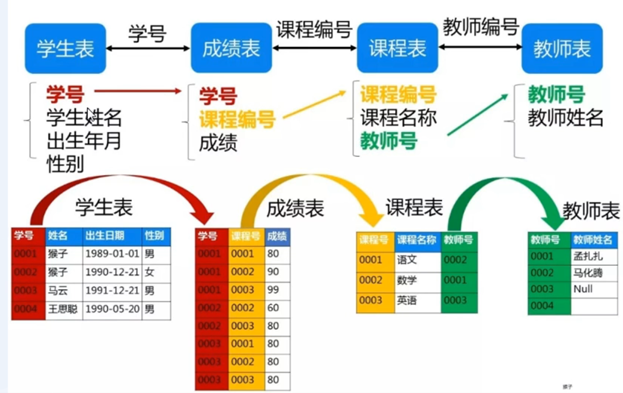 学生表 学号 成绩表 课程编号 课程表 教师编号 教师表
学号 学号 课程编号 教师号
学生姓名 课程编号 课程名称 教师姓名
出生年月 成绩 教师号
性别
学生表 成绩表 课程表 教师表
学号 姓名 出生日期 性别
0001 猴子 1989-01-01 男
0002 猴子 1990-12-21 女
0003 马云 1991-12-21 男
0004 王思聪 1990-05-20 男
学号 课程号 成绩
0001 0001 80
0001 0002 90
0001 0003 99
0002 0002 60
0002 0003 80
0003 0001 80
0003 0002 80
0003 0003 80
课程号 课程名称 教师号
0001 语文 0002
0002 数学 0001
0003 英语 0003
教师号 教师姓名
0001 孟扎扎
0002 马化腾
0003 Null
0004
猴子